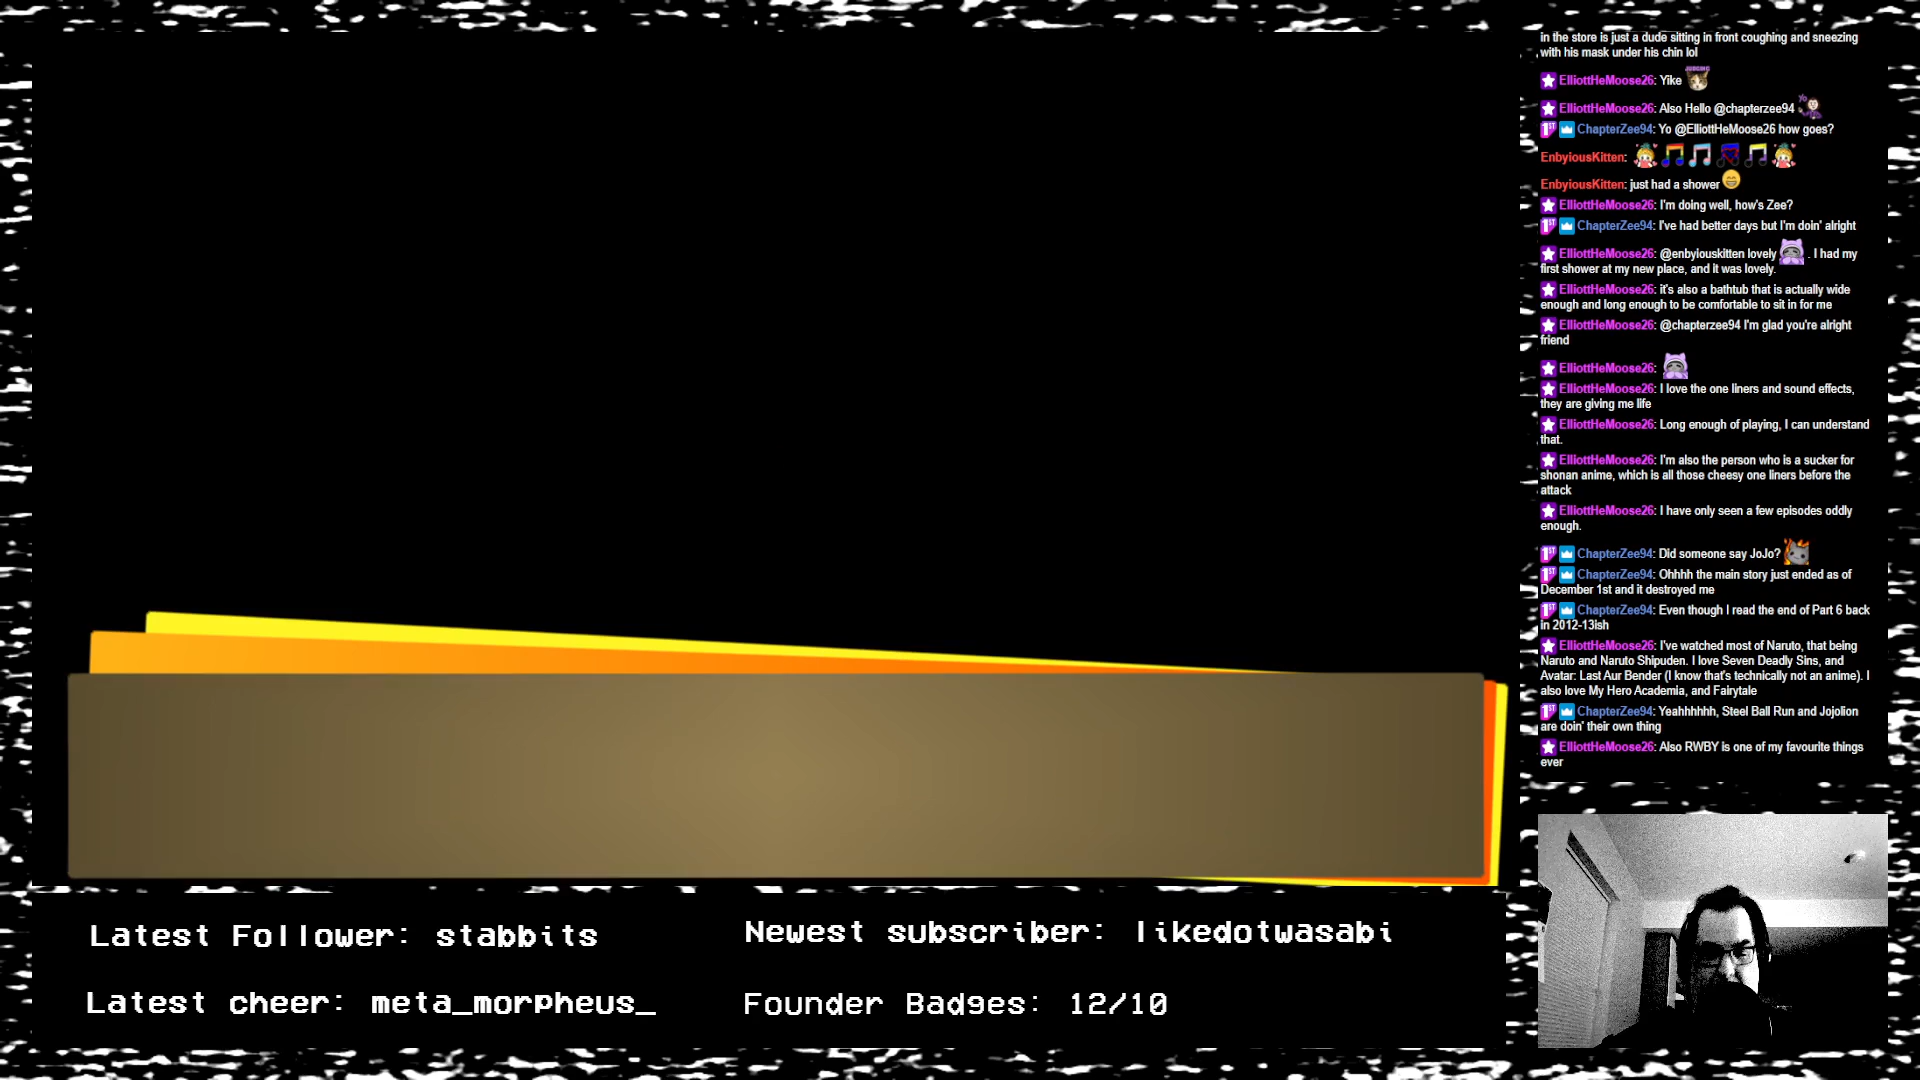 in the store is just a dude sitting in front coughing and sneezing
with his mask under his chin lol
ElliottHeMoose26: Yike
ElliottHeMoose26: Also Hello @chapterzee94
ChapterZee94: Yo @ElliottHeMoose26 how goes?
EnbyiousKitten:
EnbyiousKitten: just had a shower
ElliottHeMoose26: I'm doing well, how's Zee?
ChapterZee94: I've had better days but I'm doin' alright
ElliottHeMoose26: @enbyiouskitten lovely . I had my
first shower at my new place, and it was lovely.
ElliottHeMoose26: it's also a bathtub that is actually wide
enough and long enough to be comfortable to sit in for me
ElliottHeMoose26: @chapterzee94 I'm glad you're alright
friend
ElliottHeMoose26:
ElliottHeMoose26: I love the one liners and sound effects,
they are giving me life
ElliottHeMoose26: Long enough of playing, I can understand
that.
ElliottHeMoose26: I'm also the person who is a sucker for
shonan anime, which is all those cheesy one liners before the
attack
ElliottHeMoose26: I have only seen a few episodes oddly
enough.
ChapterZee94: Did someone say JoJo?
ChapterZee94: Ohhhh the main story just ended as of
December 1st and it destroyed me
ChapterZee94: Even though I read the end of Part 6 back
in 2012-13ish
ElliottHeMoose26: I've watched most of Naruto, that being
Naruto and Naruto Shipuden. I love Seven Deadly Sins, and
Avatar: Last Aur Bender (I know that's technically not an anime). I
also love My Hero Academia, and Fairytale
ChapterZee94: Yeahhhhhh, Steel Ball Run and Jojolion
are doin' their own thing
ElliottHeMoose26: Also RWBY is one of my favourite things
ever
Latest Follower: stabbits
Newest subscriber: likedotwasabi
Latest cheer: meta_morpheus_
Founder Badges: 12/10